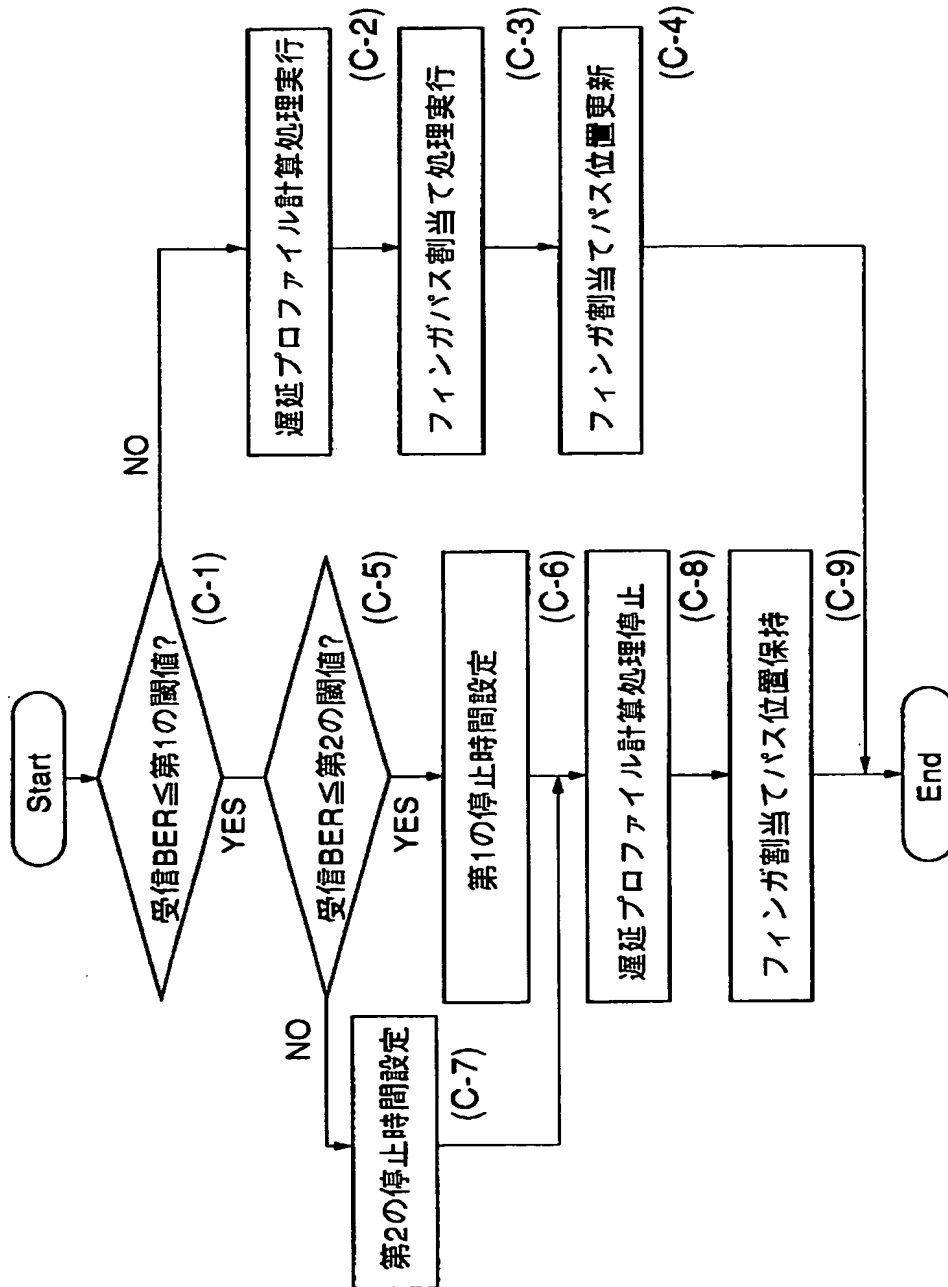 Start
受信BER≦第1の閾値?
(C-1)
NO
YES
遅延プロファイル計算処理実行
(C-2)
フィンガパス割当て処理実行
(C-3)
フィンガ割当てパス位置更新
(C-4)
受信BER≦第2の閾値?
(C-5)
NO
YES
第1の停止時間設定
(C-6)
第2の停止時間設定
(C-7)
遅延プロファイル計算処理停止
(C-8)
フィンガ割当てパス位置保持
(C-9)
End